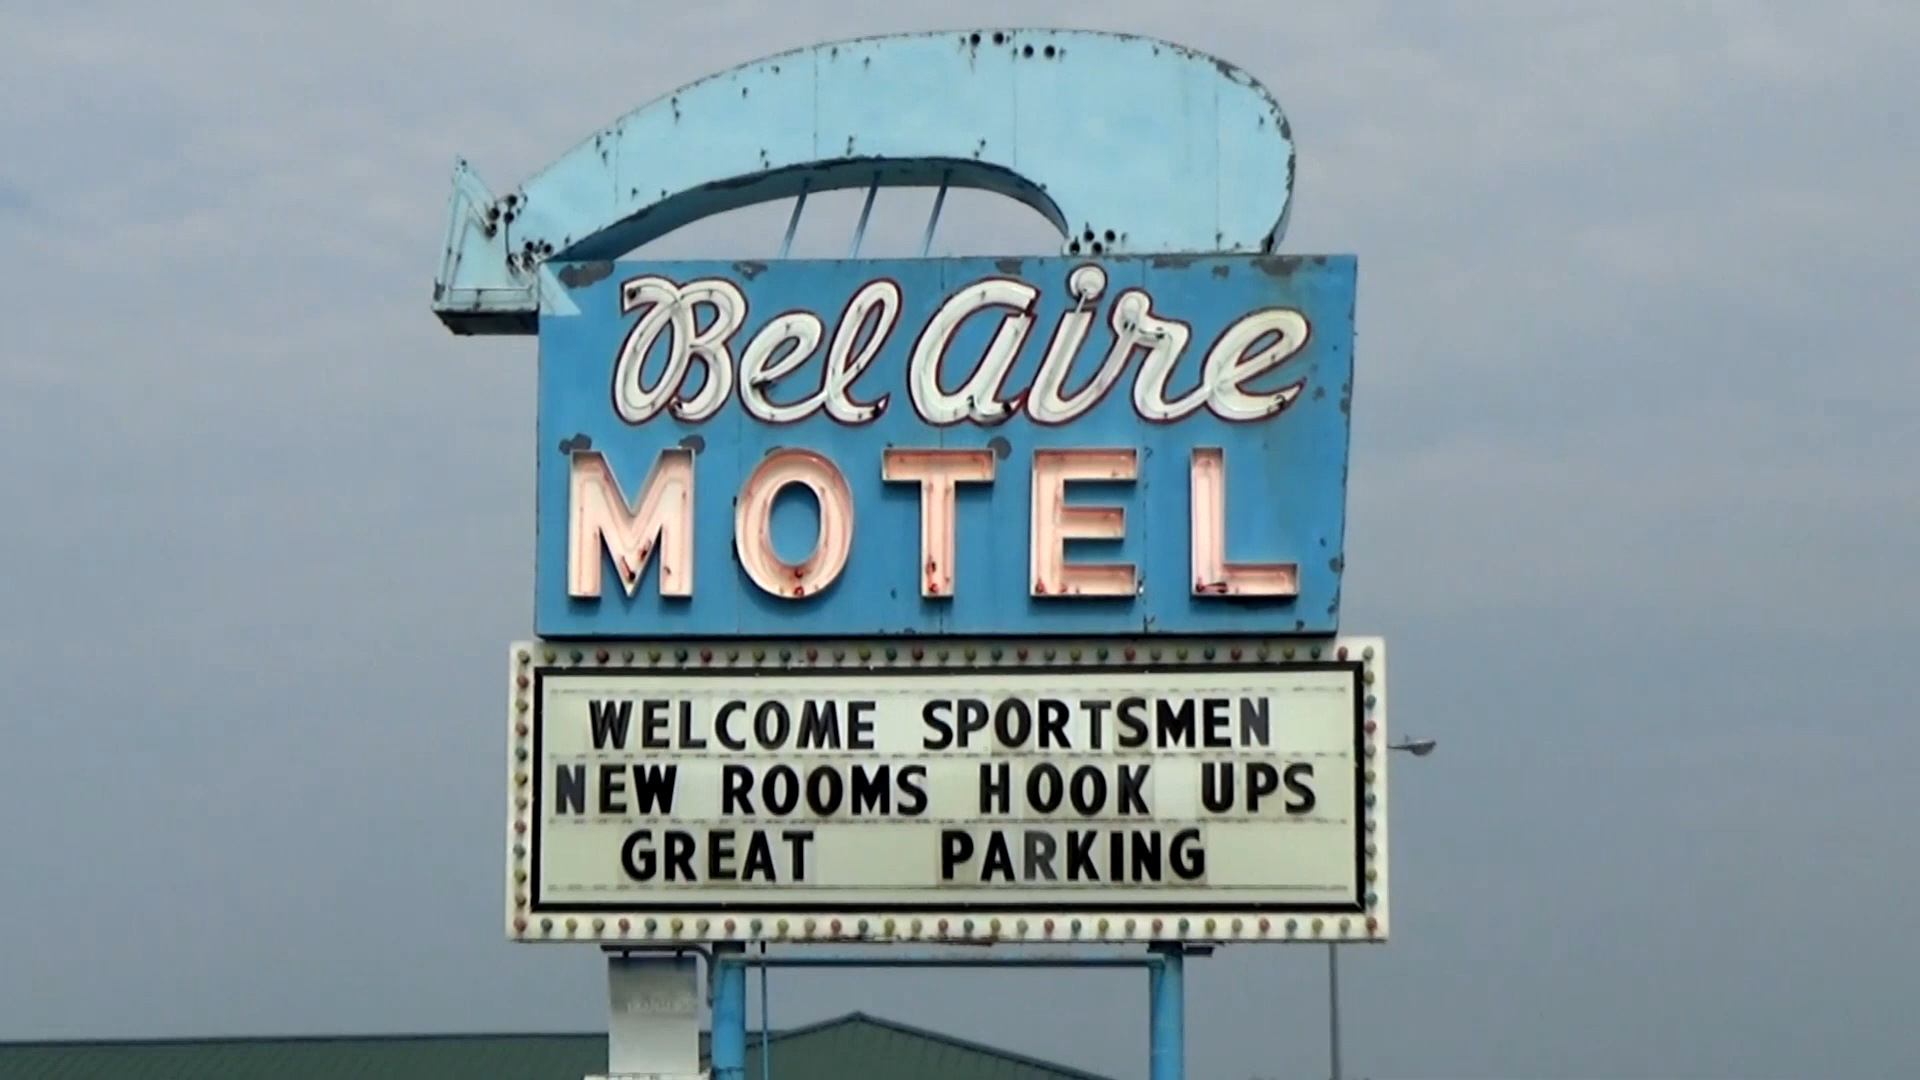 Bel Aire
MOTEL
WELCOME SPORTSMEN
NEW ROOMS HOOK UPS
GREAT PARKING